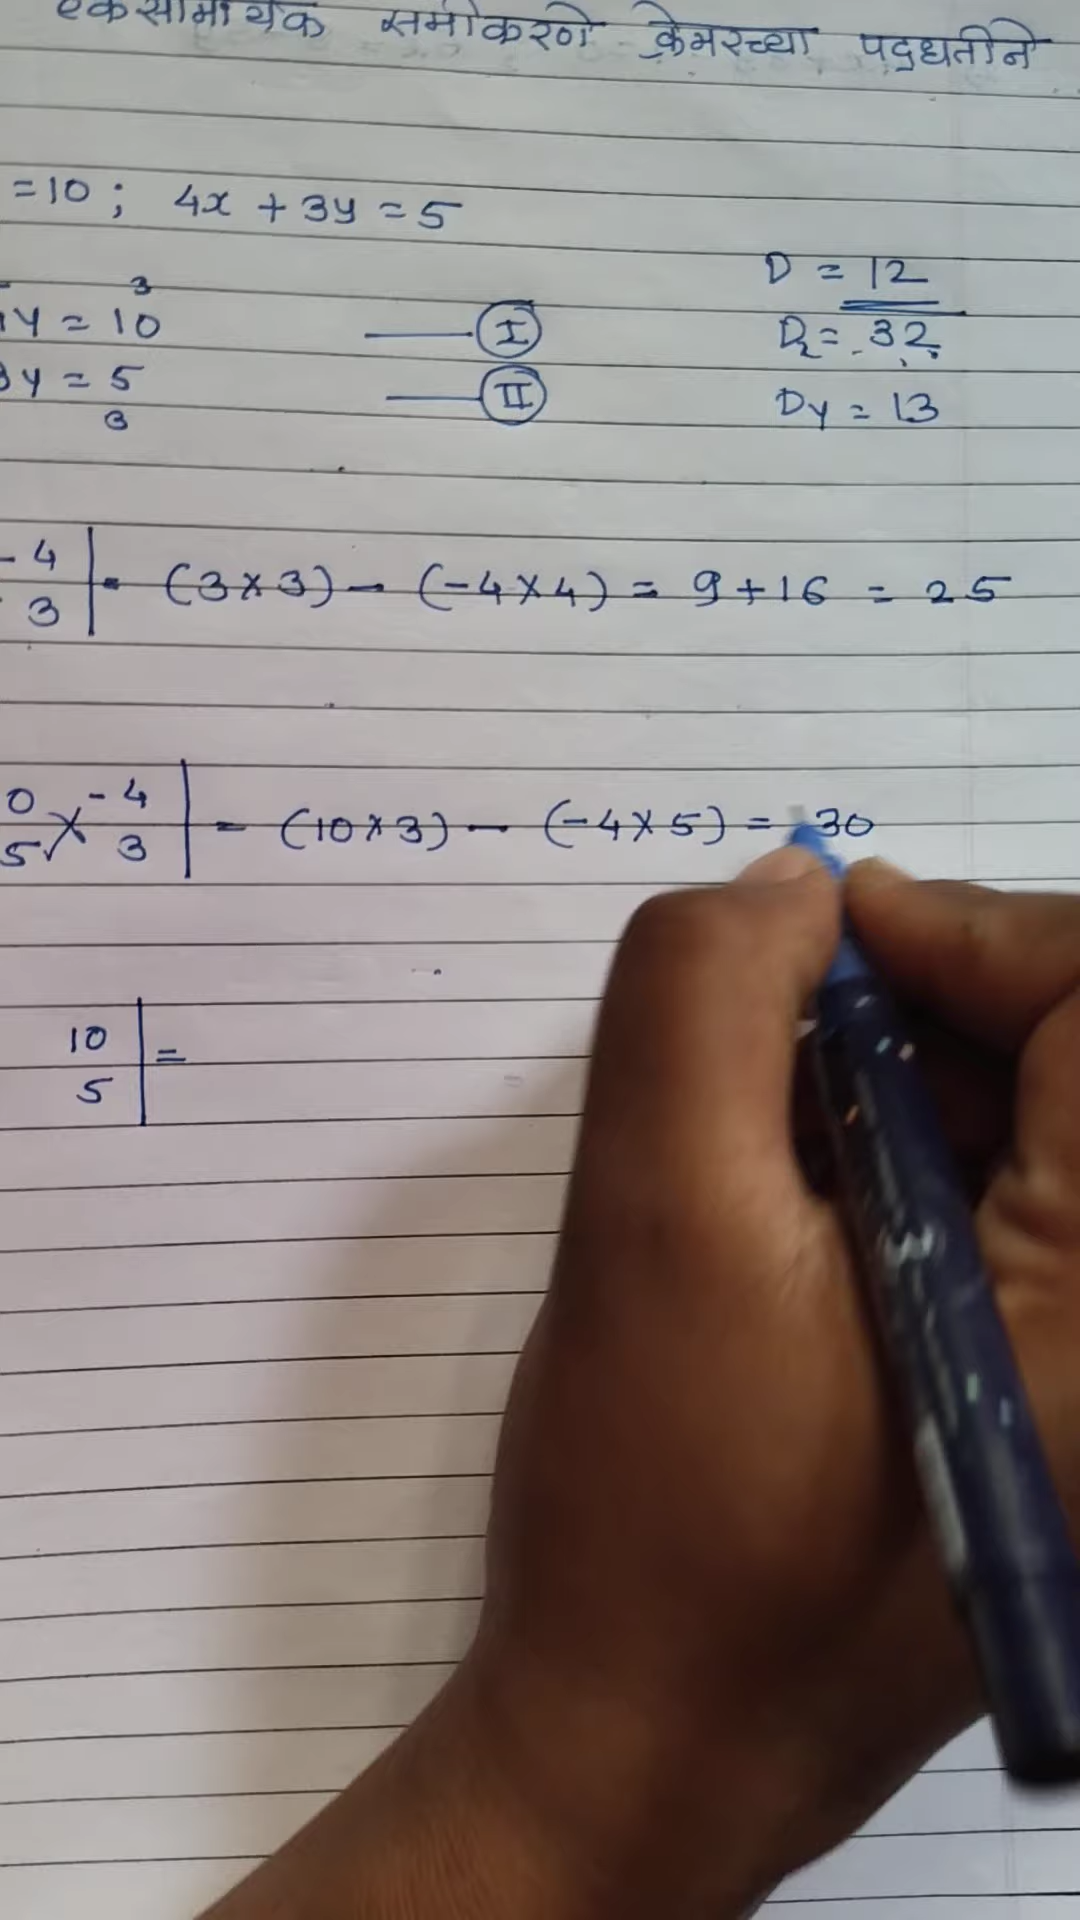 एकसामायिक समीकरणे क्रेमरच्या पद्धतीने
=10; 4x + 3y = 5
D = 12
3
4y = 10 —— I
Dx = 32
3y = 5 —— II
Dy = 13
3
-4
3 | = (3×3) - (-4×4) = 9+16 = 25
0 × -4
5 3 | = (10×3) - (-4×5) = 30
10
5 | =